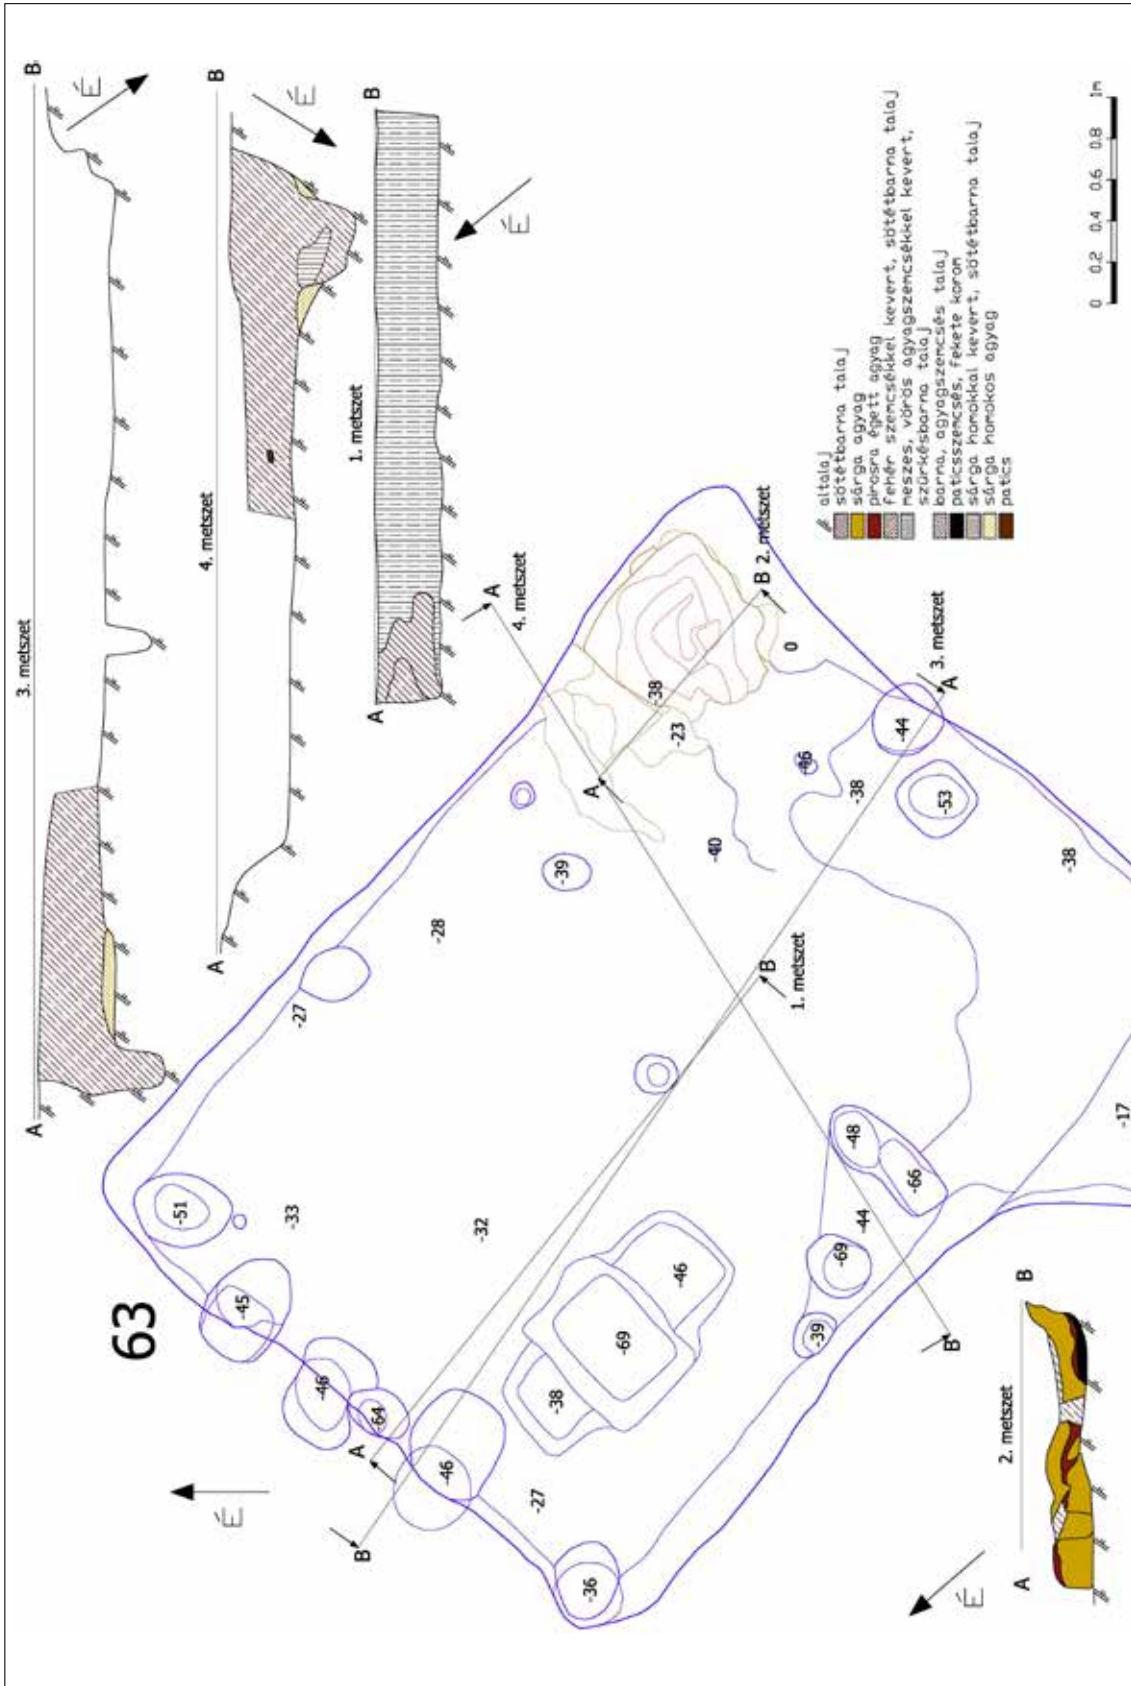 63
3. metszet
A
B
É
4. metszet
A
B
É
1. metszet
A
B
É
altalaj
sötétbarna talaj
sárga agyag
pirosra égett agyag
fehér szemcsékkel kevert, sötétbarna talaj
meszes, vörös agyagszemcsékkel kevert,
szürkésbarna talaj
barna, agyagszemcsés talaj
paticsszemcsés, fekete korom
sárga homokkal kevert, sötétbarna talaj
sárga homokos agyag
patics
0 0.2 0.4 0.6 0.8 1m
É
A
B
-51
-45
-46
-64
-46
-36
-33
-27
-28
-32
-27
-39
-38
-69
-46
A
4. metszet
A
-38
-23
B
2. metszet
0
-40
-46
-38
-44
A
3. metszet
-53
-38
B
1. metszet
-48
-66
-44
-69
-39
B
-17
2. metszet
A
B
É